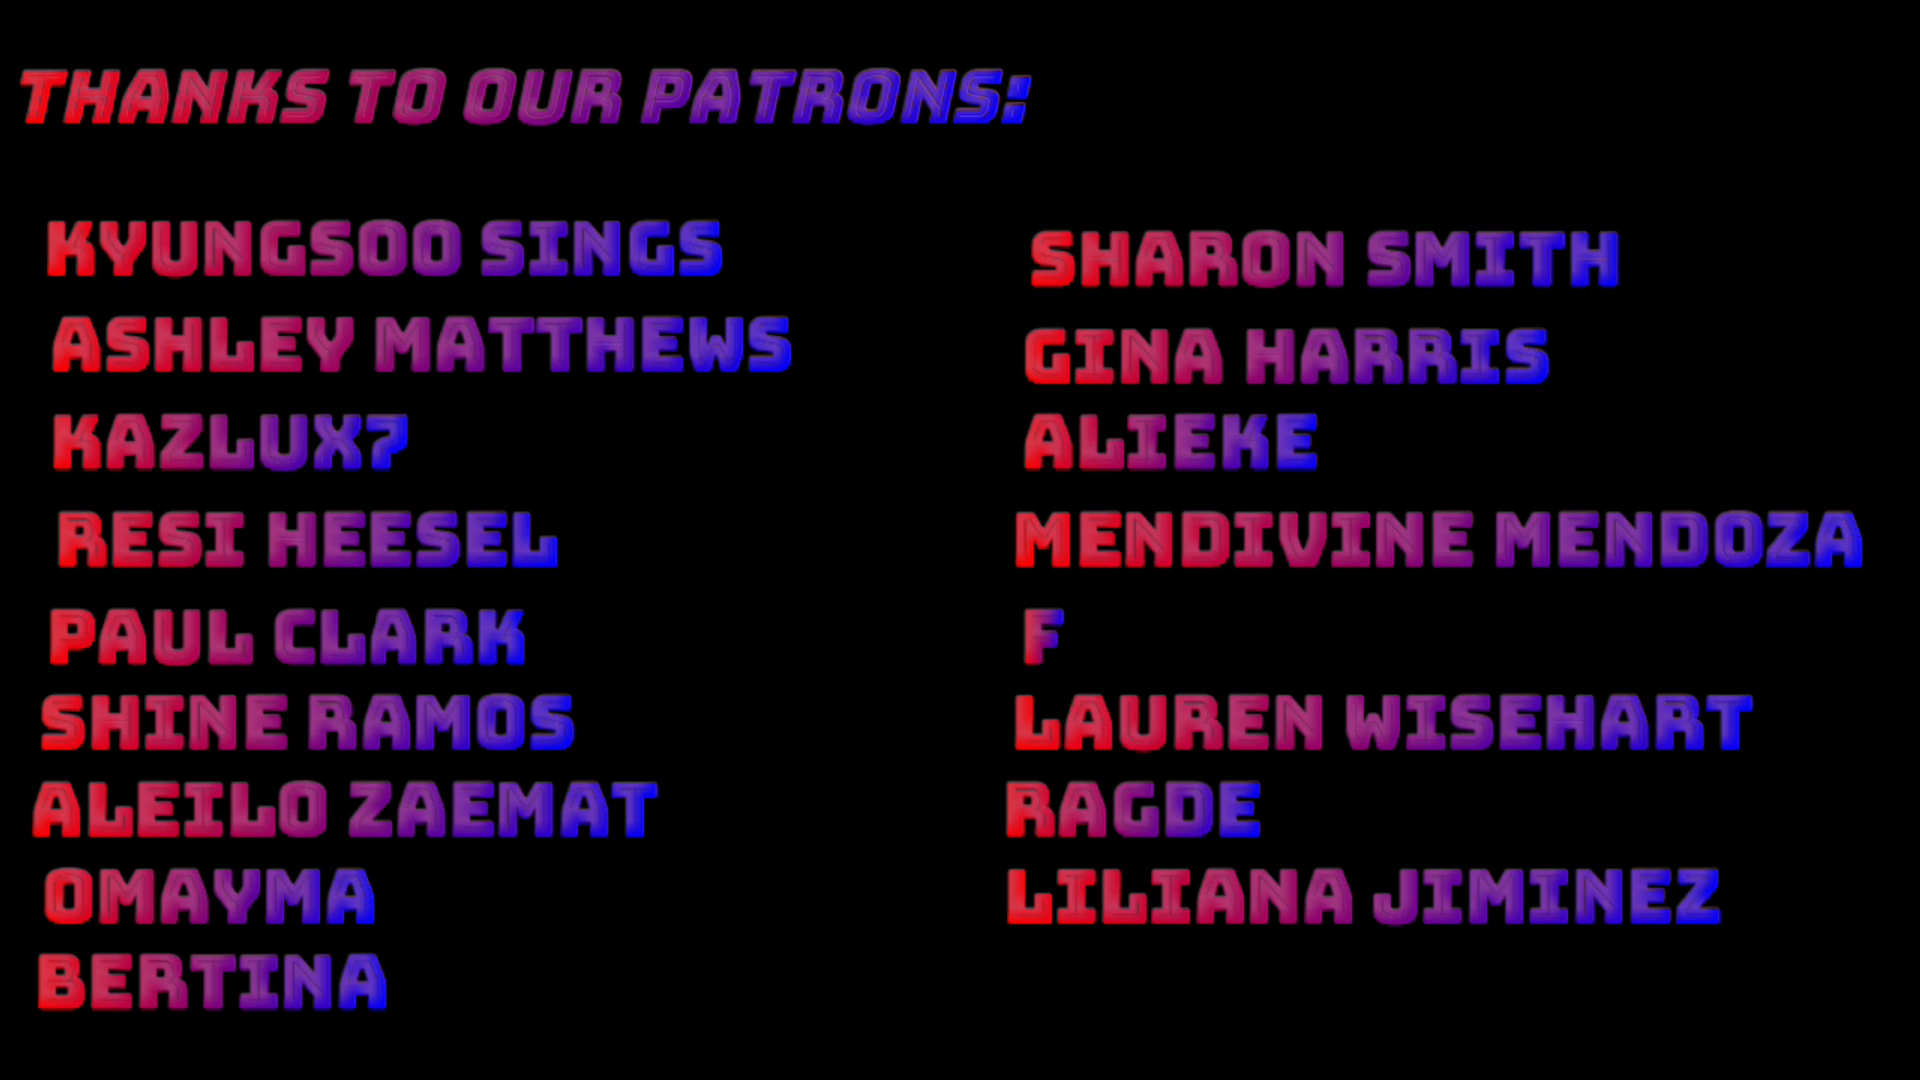 THANKS TO OUR PATRONS:
KYUNGSOO SINGS
ASHLEY MATTHEWS
KAZLUX7
RESI HEESEL
PAUL CLARK
SHINE RAMOS
ALEILO ZAEMAT
OMAYMA
BERTINA
SHARON SMITH
GINA HARRIS
ALIEKE
MENDIVINE MENDOZA
F
LAUREN WISEHART
RAGDE
LILIANA JIMINEZ